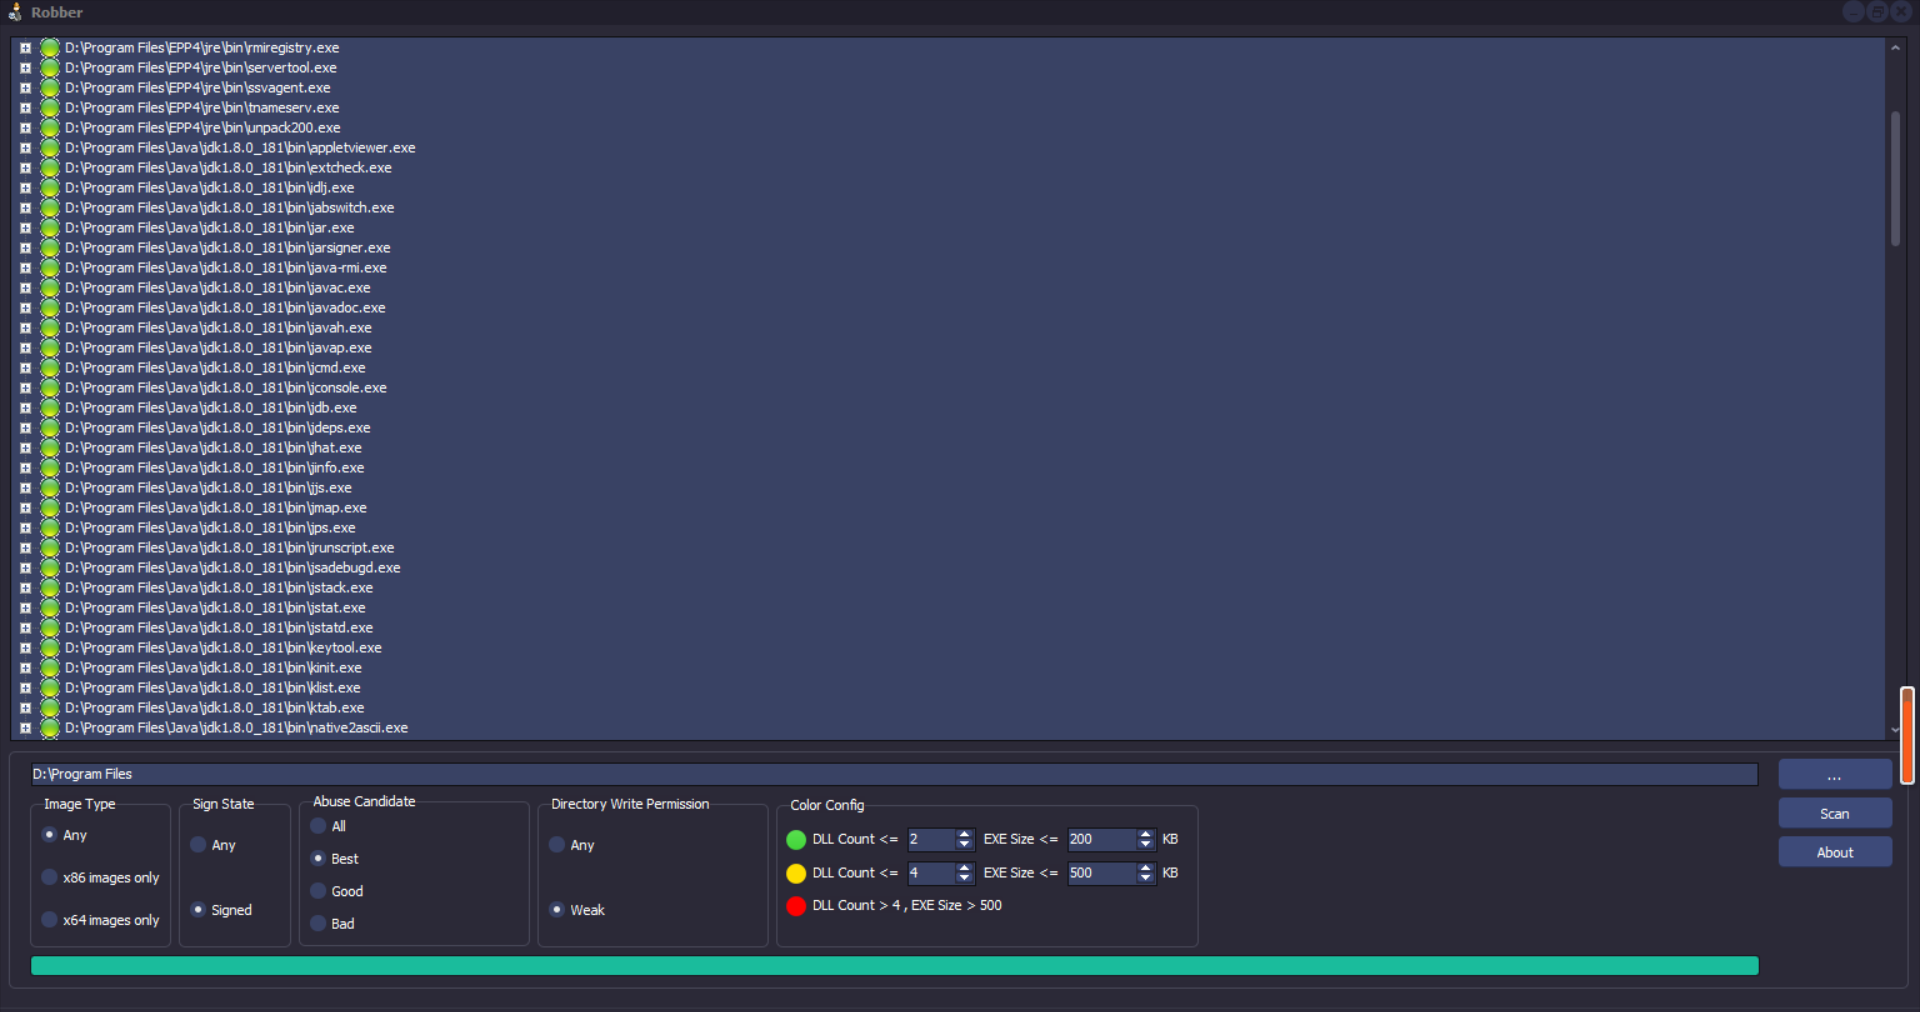 Robber
D:\Program Files\EPP4\jre\bin\rmiregistry.exe
D:\Program Files\EPP4\jre\bin\servertool.exe
D:\Program Files\EPP4\jre\bin\ssvagent.exe
D:\Program Files\EPP4\jre\bin\tnameserv.exe
D:\Program Files\EPP4\jre\bin\unpack200.exe
D:\Program Files\Java\jdk1.8.0_181\bin\appletviewer.exe
D:\Program Files\Java\jdk1.8.0_181\bin\extcheck.exe
D:\Program Files\Java\jdk1.8.0_181\bin\idlj.exe
D:\Program Files\Java\jdk1.8.0_181\bin\jabswitch.exe
D:\Program Files\Java\jdk1.8.0_181\bin\jar.exe
D:\Program Files\Java\jdk1.8.0_181\bin\jarsigner.exe
D:\Program Files\Java\jdk1.8.0_181\bin\java-rmi.exe
D:\Program Files\Java\jdk1.8.0_181\bin\javac.exe
D:\Program Files\Java\jdk1.8.0_181\bin\javadoc.exe
D:\Program Files\Java\jdk1.8.0_181\bin\javah.exe
D:\Program Files\Java\jdk1.8.0_181\bin\javap.exe
D:\Program Files\Java\jdk1.8.0_181\bin\jcmd.exe
D:\Program Files\Java\jdk1.8.0_181\bin\jconsole.exe
D:\Program Files\Java\jdk1.8.0_181\bin\jdb.exe
D:\Program Files\Java\jdk1.8.0_181\bin\jdeps.exe
D:\Program Files\Java\jdk1.8.0_181\bin\jhat.exe
D:\Program Files\Java\jdk1.8.0_181\bin\jinfo.exe
D:\Program Files\Java\jdk1.8.0_181\bin\jjs.exe
D:\Program Files\Java\jdk1.8.0_181\bin\jmap.exe
D:\Program Files\Java\jdk1.8.0_181\bin\jps.exe
D:\Program Files\Java\jdk1.8.0_181\bin\jrunscript.exe
D:\Program Files\Java\jdk1.8.0_181\bin\jsadebugd.exe
D:\Program Files\Java\jdk1.8.0_181\bin\jstack.exe
D:\Program Files\Java\jdk1.8.0_181\bin\jstat.exe
D:\Program Files\Java\jdk1.8.0_181\bin\jstatd.exe
D:\Program Files\Java\jdk1.8.0_181\bin\keytool.exe
D:\Program Files\Java\jdk1.8.0_181\bin\kinit.exe
D:\Program Files\Java\jdk1.8.0_181\bin\klist.exe
D:\Program Files\Java\jdk1.8.0_181\bin\ktab.exe
D:\Program Files\Java\jdk1.8.0_181\bin\native2ascii.exe
D:\Program Files
...
Image Type
Any
x86 images only
x64 images only
Sign State
Any
Signed
Abuse Candidate
All
Best
Good
Bad
Directory Write Permission
Any
Weak
Color Config
DLL Count <= 2 EXE Size <= 200 KB
DLL Count <= 4 EXE Size <= 500 KB
DLL Count > 4 , EXE Size > 500
Scan
About